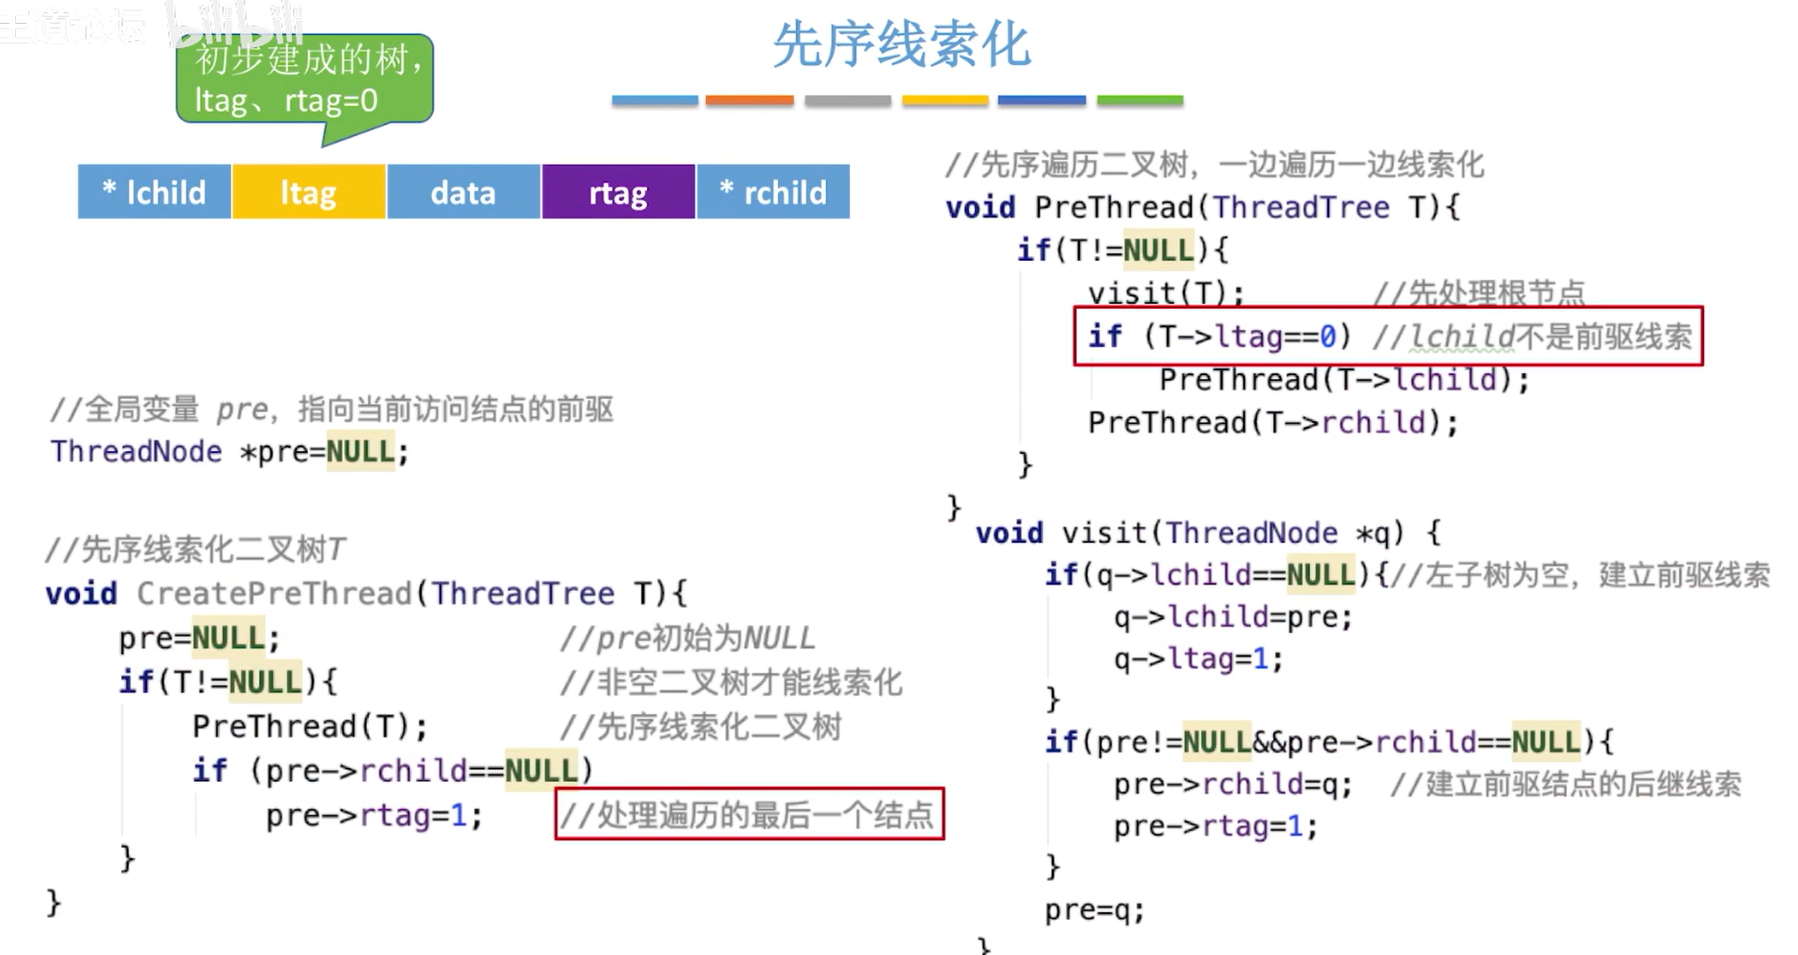 王道论坛 bilibili
先序线索化
初步建成的树，
ltag、rtag=0
* lchild ltag data rtag * rchild
//全局变量 pre，指向当前访问结点的前驱
ThreadNode *pre=NULL;
//先序线索化二叉树T
void CreatePreThread(ThreadTree T){
pre=NULL; //pre初始为NULL
if(T!=NULL){ //非空二叉树才能线索化
PreThread(T); //先序线索化二叉树
if (pre->rchild==NULL)
pre->rtag=1; //处理遍历的最后一个结点
}
}
//先序遍历二叉树，一边遍历一边线索化
void PreThread(ThreadTree T){
if(T!=NULL){
visit(T); //先处理根节点
if (T->ltag==0) //lchild不是前驱线索
PreThread(T->lchild);
PreThread(T->rchild);
}
}
void visit(ThreadNode *q) {
if(q->lchild==NULL){//左子树为空，建立前驱线索
q->lchild=pre;
q->ltag=1;
}
if(pre!=NULL&&pre->rchild==NULL){
pre->rchild=q; //建立前驱结点的后继线索
pre->rtag=1;
}
pre=q;
}